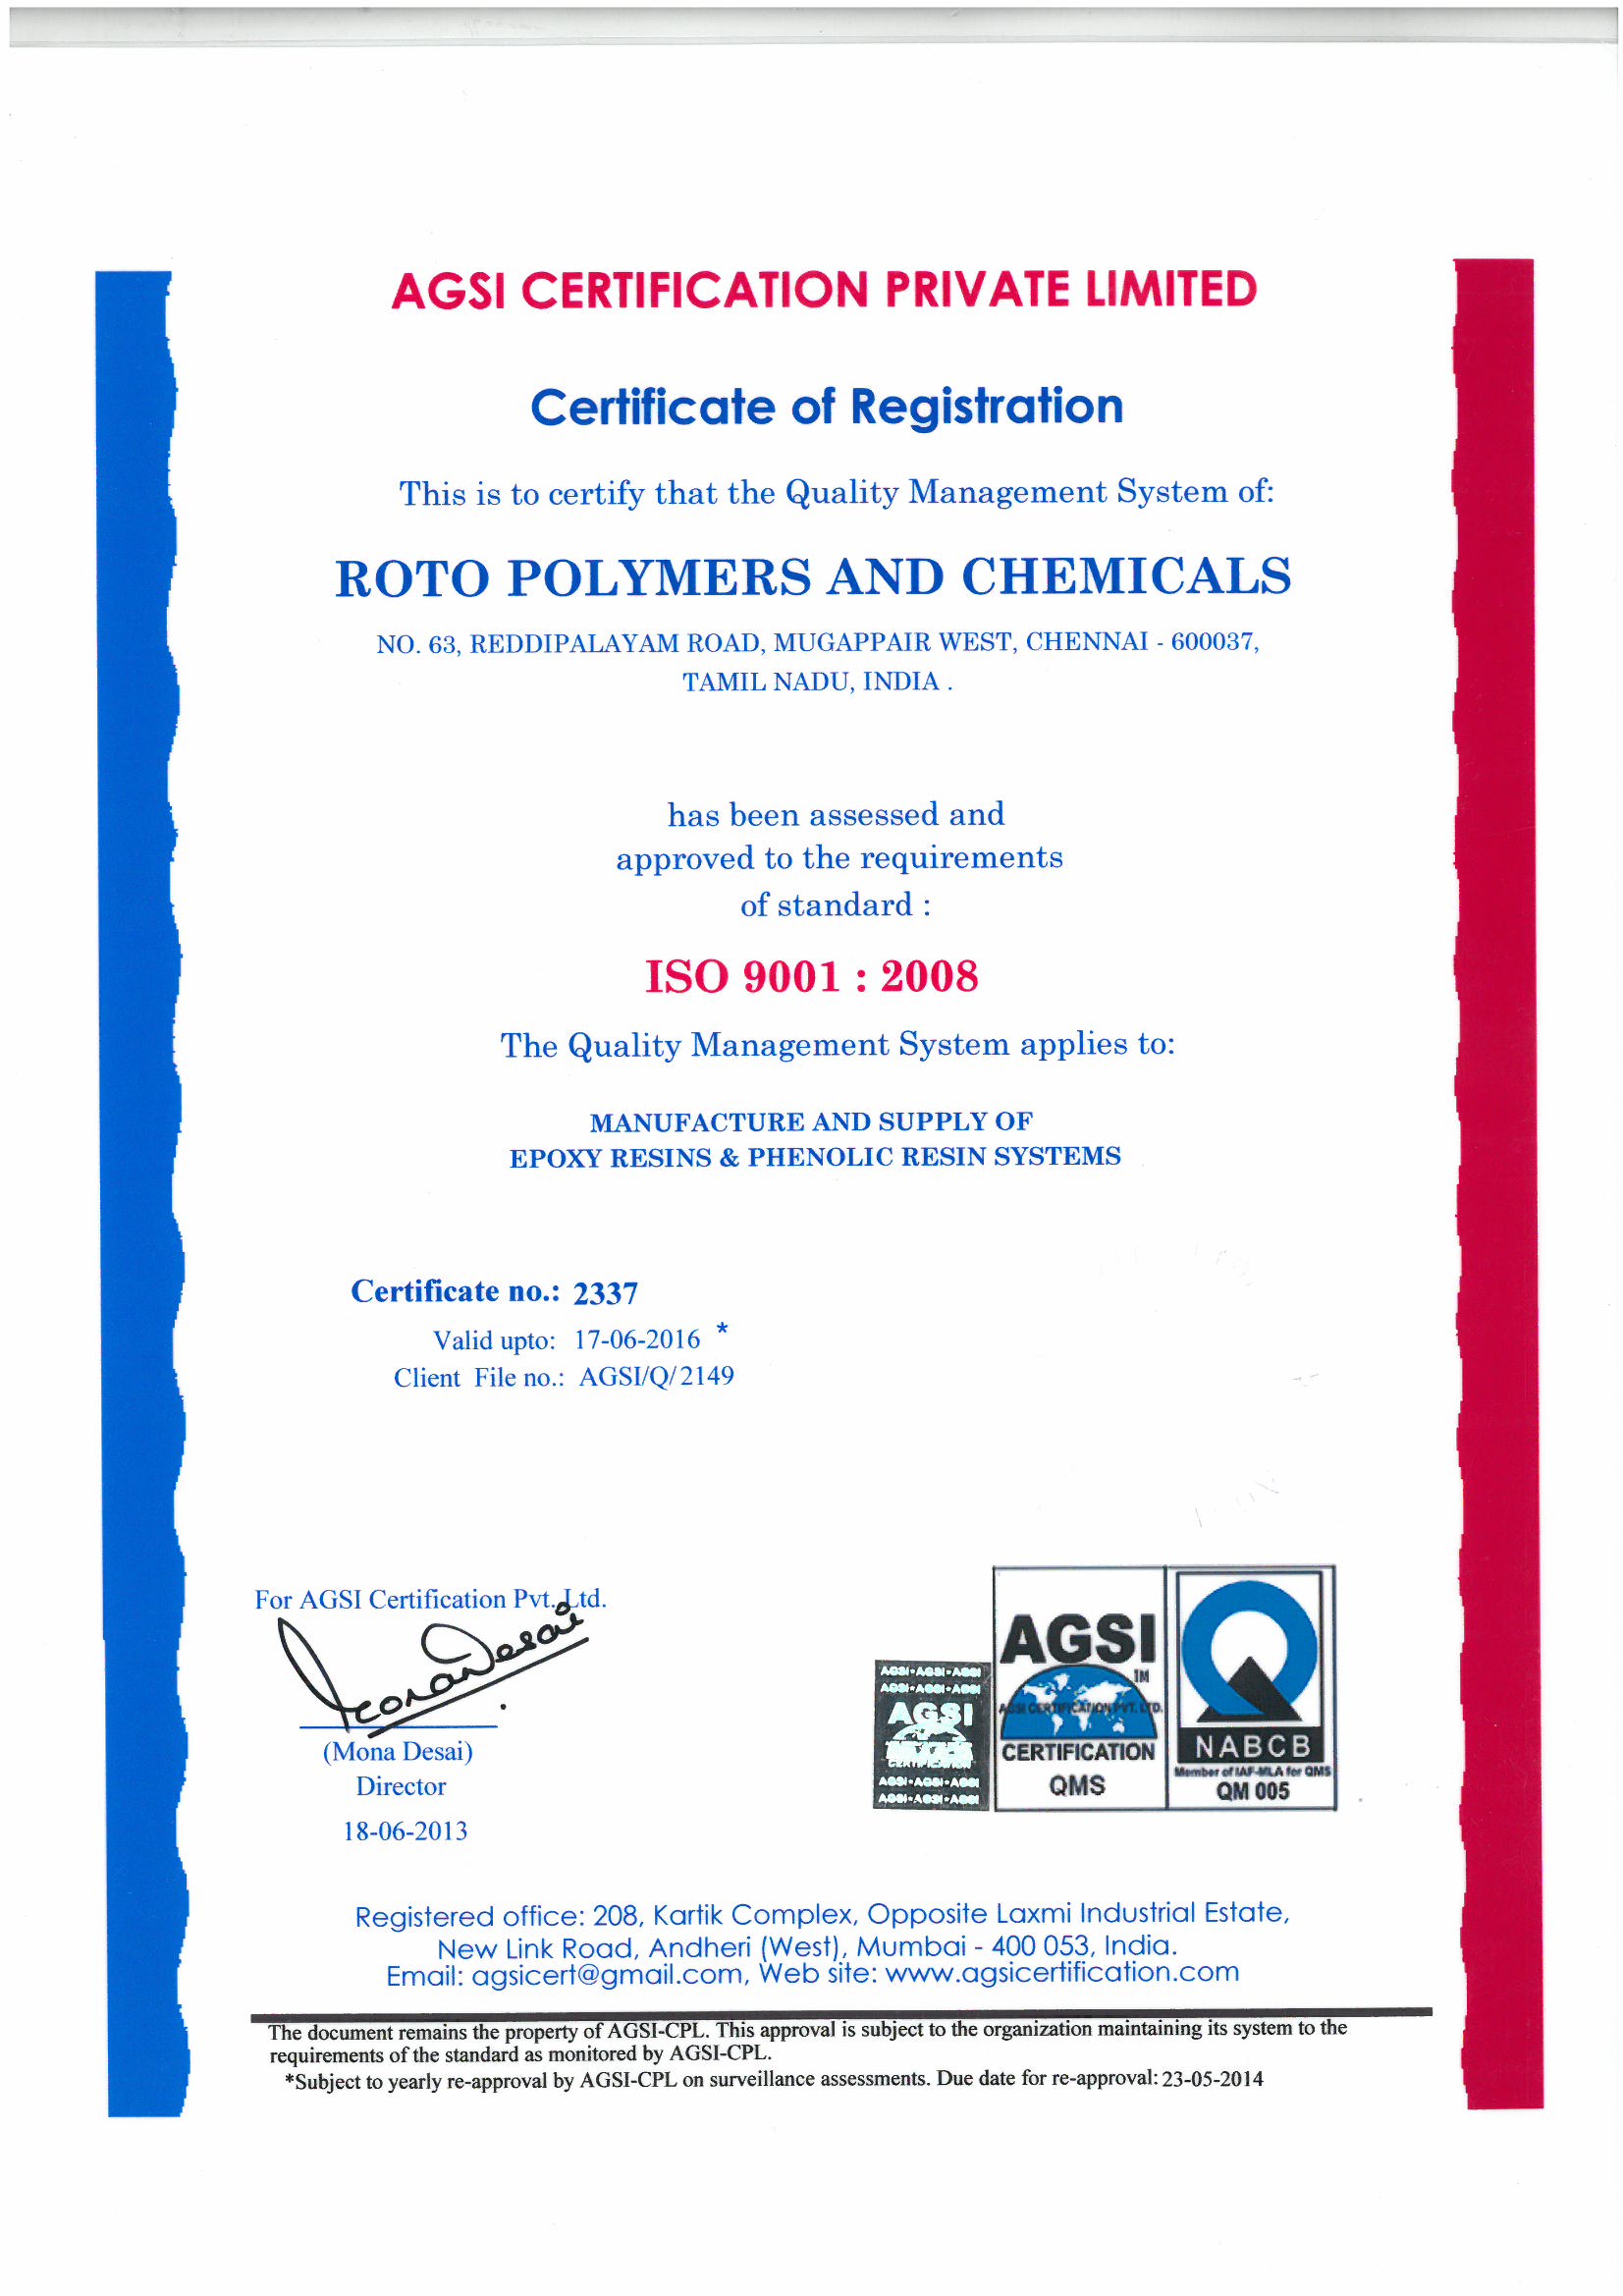 AGSI CERTIFICATION PRIVATE LIMITED
Certificate of Registration
This is to certify that the Quality Management System of:
ROTO POLYMERS AND CHEMICALS
NO. 63, REDDIPALAYAM ROAD, MUGAPPAIR WEST, CHENNAI - 600037,
TAMIL NADU, INDIA .
has been assessed and
approved to the requirements
of standard :
ISO 9001 : 2008
The Quality Management System applies to:
MANUFACTURE AND SUPPLY OF
EPOXY RESINS & PHENOLIC RESIN SYSTEMS
Certificate no.: 2337
Valid upto: 17-06-2016 *
Client File no.: AGSI/Q/2149
For AGSI Certification Pvt. Ltd.
Mona Desai
(Mona Desai)
Director
18-06-2013
AGSI•AGSI•AGSI
AGSI•AGSI•AGSI
AGSI
AGSI•AGSI•AGSI
AGSI•AGSI•AGSI
AGSI
TM
AGSI CERTIFICATION PVT. LTD.
CERTIFICATION
QMS
NABCB
Member of IAF-MLA for QMS
QM 005
Registered office: 208, Kartik Complex, Opposite Laxmi Industrial Estate,
New Link Road, Andheri (West), Mumbai - 400 053, India.
Email: agsicert@gmail.com, Web site: www.agsicertification.com
The document remains the property of AGSI-CPL. This approval is subject to the organization maintaining its system to the
requirements of the standard as monitored by AGSI-CPL.
*Subject to yearly re-approval by AGSI-CPL on surveillance assessments. Due date for re-approval: 23-05-2014